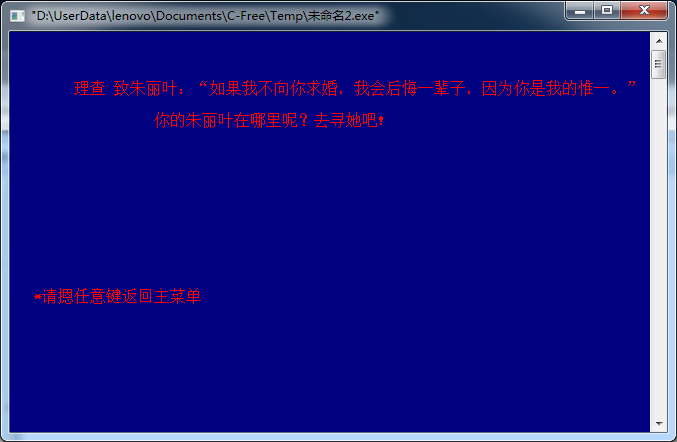 "D:\UserData\lenovo\Documents\C-Free\Temp\未命名2.exe"
理查 致朱丽叶：“如果我不向你求婚，我会后悔一辈子，因为你是我的惟一。”
你的朱丽叶在哪里呢？去寻她吧！
*请摁任意键返回主菜单